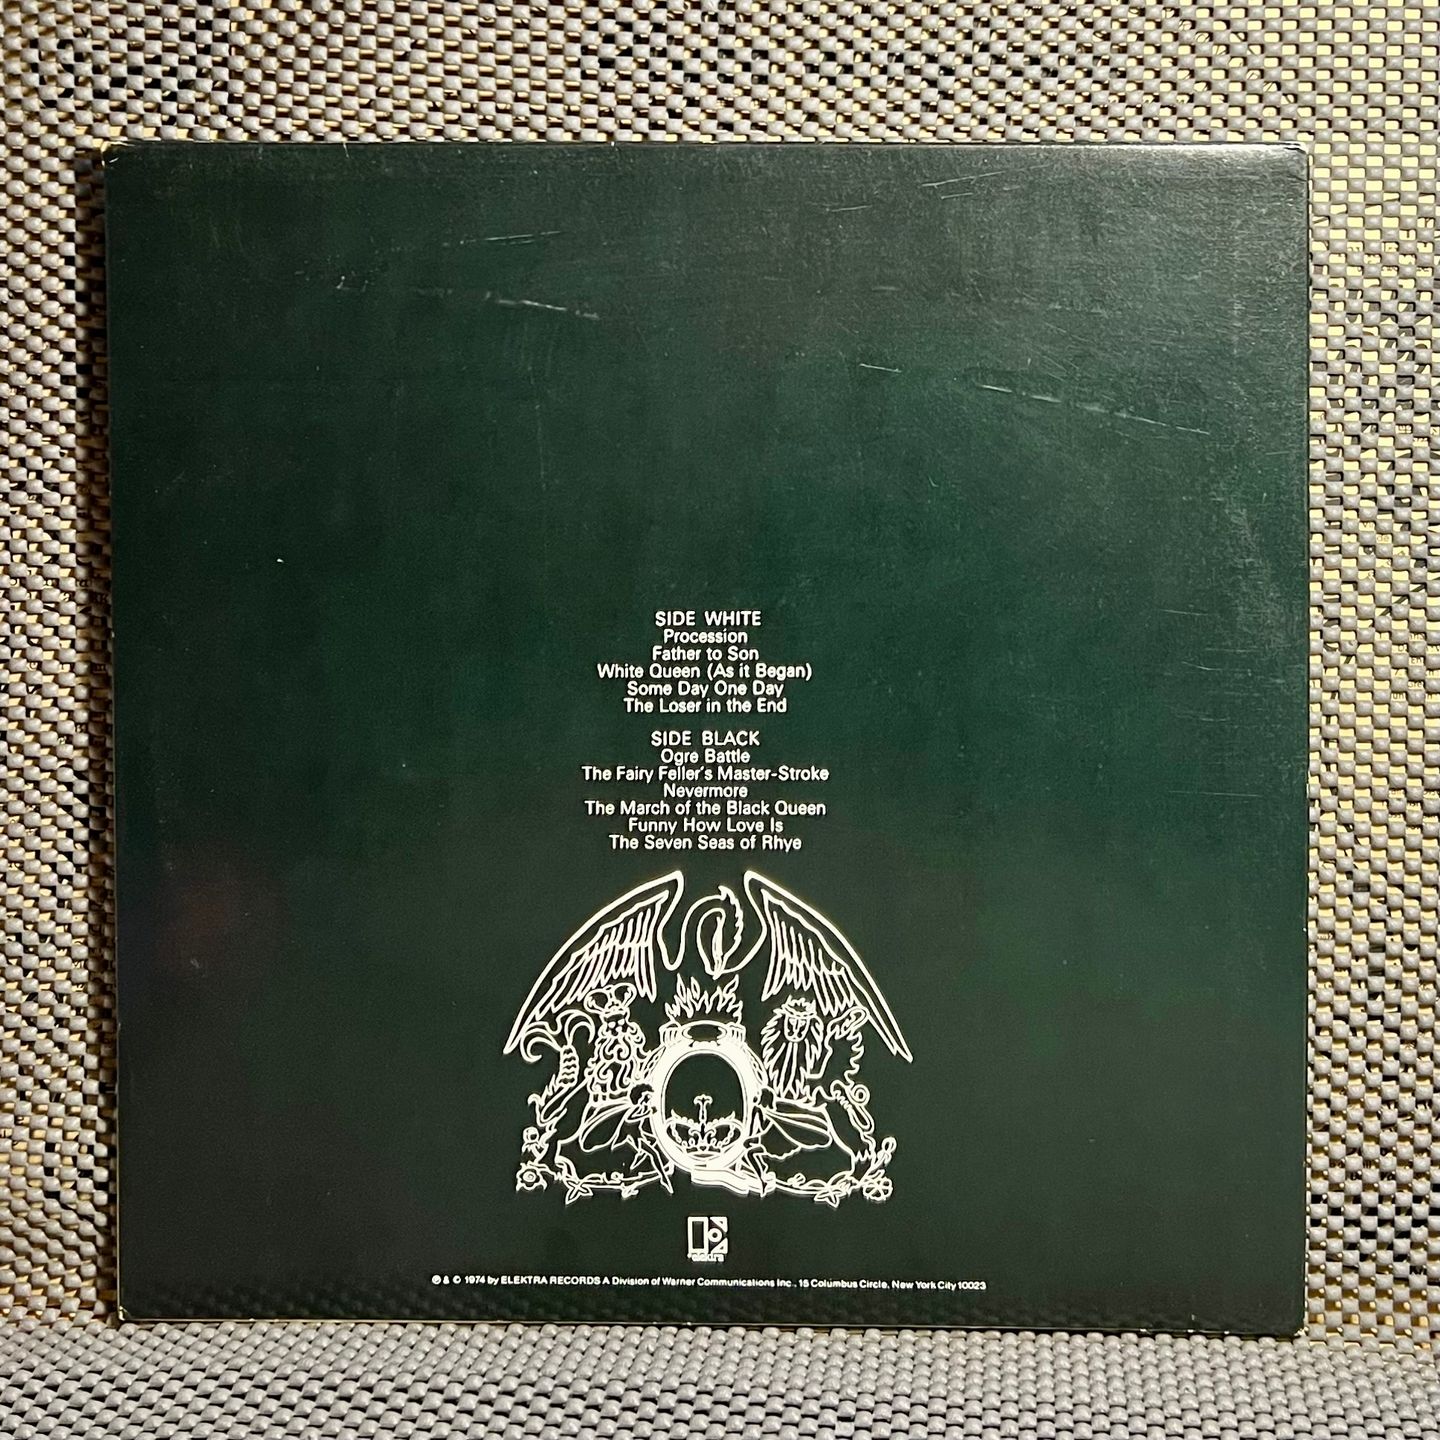 SIDE WHITE
Procession
Father to Son
White Queen (As it Began)
Some Day One Day
The Loser in the End
SIDE BLACK
Ogre Battle
The Fairy Feller's Master-Stroke
Nevermore
The March of the Black Queen
Funny How Love Is
The Seven Seas of Rhye
elektra
℗ & © 1974 by ELEKTRA RECORDS A Division of Warner Communications Inc., 15 Columbus Circle, New York City 10023